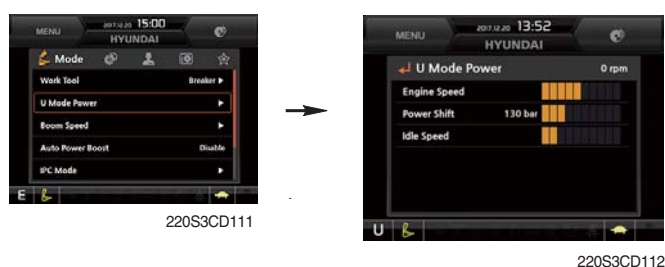 MENU
2017.12.20 15:00
HYUNDAI
Mode
Work Tool Breaker ▶
U Mode Power ▶
Boom Speed ▶
Auto Power Boost Disable
IPC Mode ▶
E
220S3CD111
MENU
2017.12.20 13:52
HYUNDAI
U Mode Power 0 rpm
Engine Speed
Power Shift 130 bar
Idle Speed
U
220S3CD112